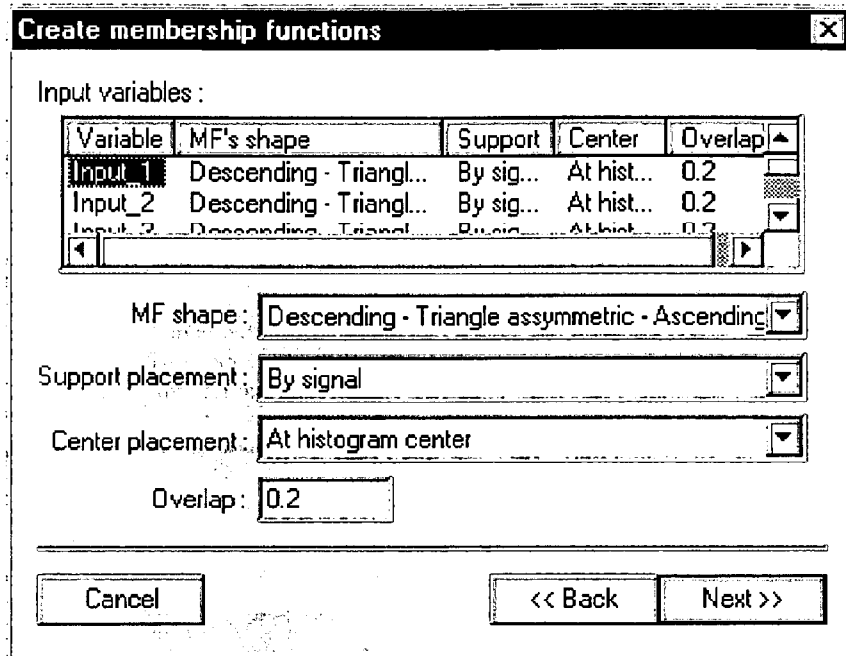 Create membership functions
Input variables :
Variable MF's shape Support Center Overlap
Input_1 Descending - Triangl... By sig... At hist... 0.2
Input_2 Descending - Triangl... By sig... At hist... 0.2
MF shape : Descending - Triangle assymmetric - Ascending
Support placement : By signal
Center placement : At histogram center
Overlap : 0.2
Cancel << Back Next >>